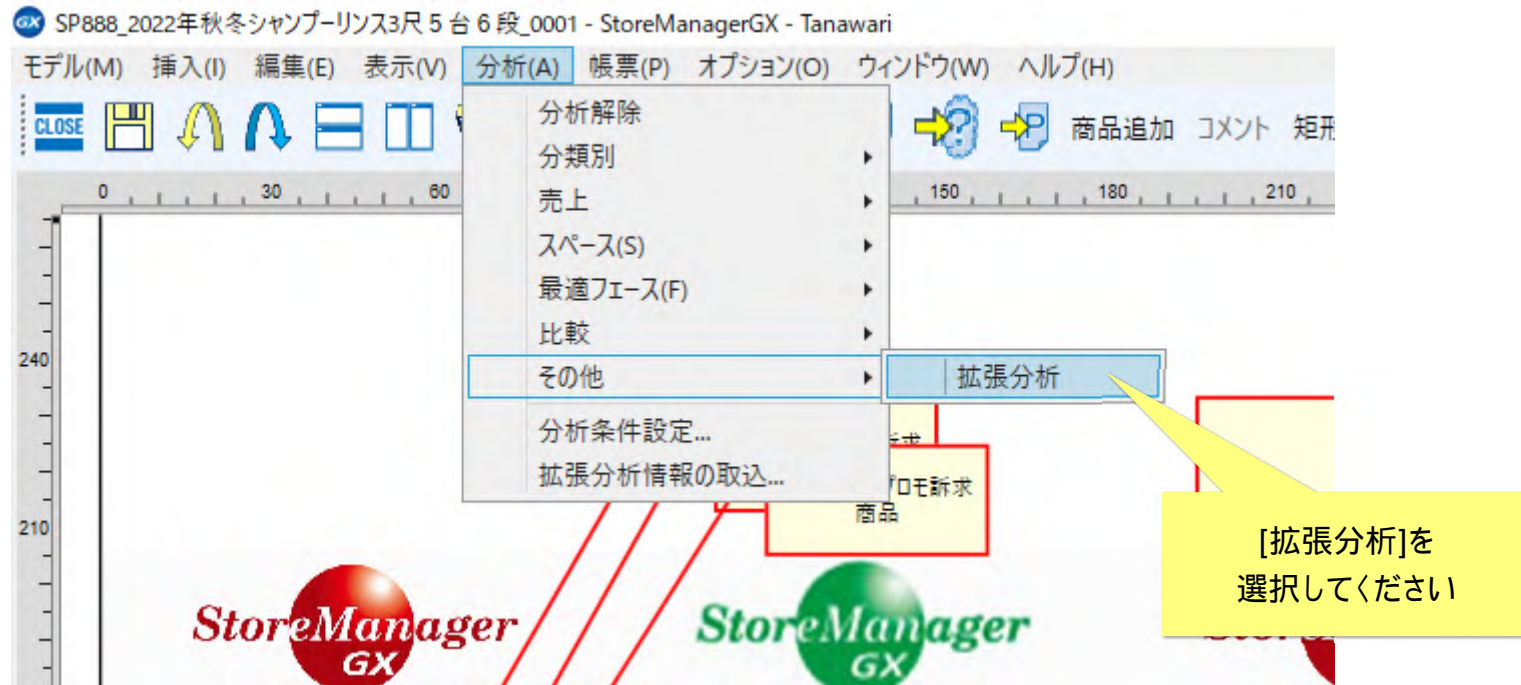 SP888_2022年秋冬シャンプーリンス3尺５台６段_0001 - StoreManagerGX - Tanawari
モデル(M) 挿入(I) 編集(E) 表示(V) 分析(A) 帳票(P) オプション(O) ウィンドウ(W) ヘルプ(H)
CLOSE 商品追加 コメント 矩形
0 30 60 150 180 210
分析解除
分類別
売上
スペース(S)
最適フェース(F)
比較
その他
拡張分析
分析条件設定...
拡張分析情報の取込...
240
210
プロモ訴求
商品
[拡張分析]を
選択してください
StoreManager
GX
StoreManager
GX